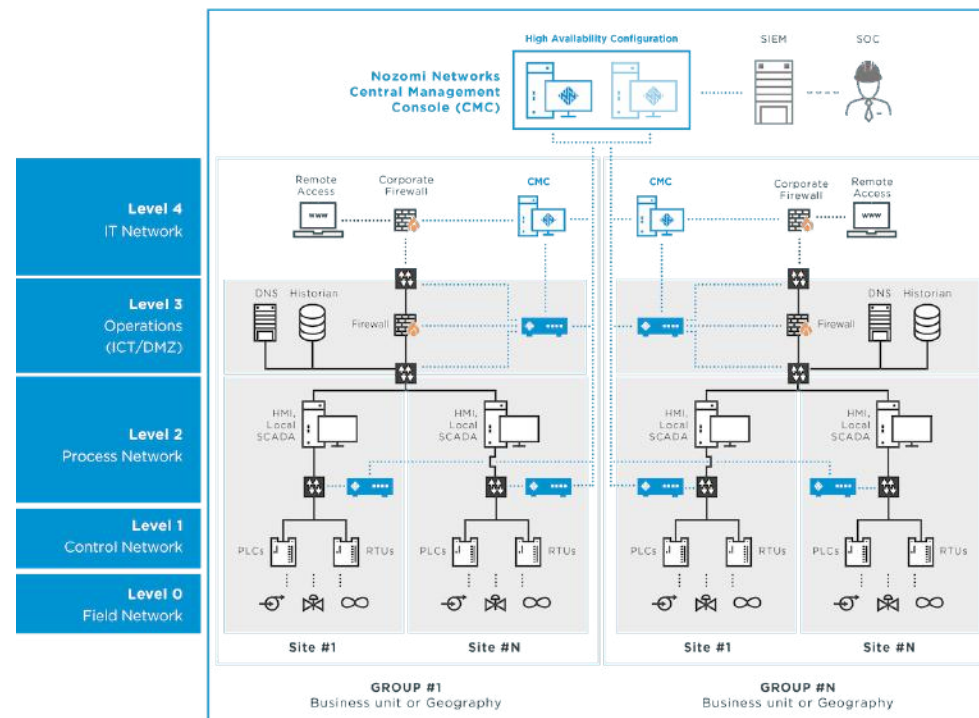 High Availability Configuration
SIEM
SOC
Nozomi Networks
Central Management
Console (CMC)
Level 4
IT Network
Remote
Access
www
Corporate
Firewall
CMC
CMC
Corporate
Firewall
Remote
Access
www
Level 3
Operations
(ICT/DMZ)
DNS
Historian
Firewall
Firewall
DNS
Historian
Level 2
Process Network
HMI,
Local
SCADA
HMI,
Local
SCADA
HMI,
Local
SCADA
HMI,
Local
SCADA
Level 1
Control Network
PLCs
RTUs
PLCs
RTUs
PLCs
RTUs
PLCs
RTUs
Level 0
Field Network
Site #1
Site #N
Site #1
Site #N
GROUP #1
Business unit or Geography
GROUP #N
Business unit or Geography